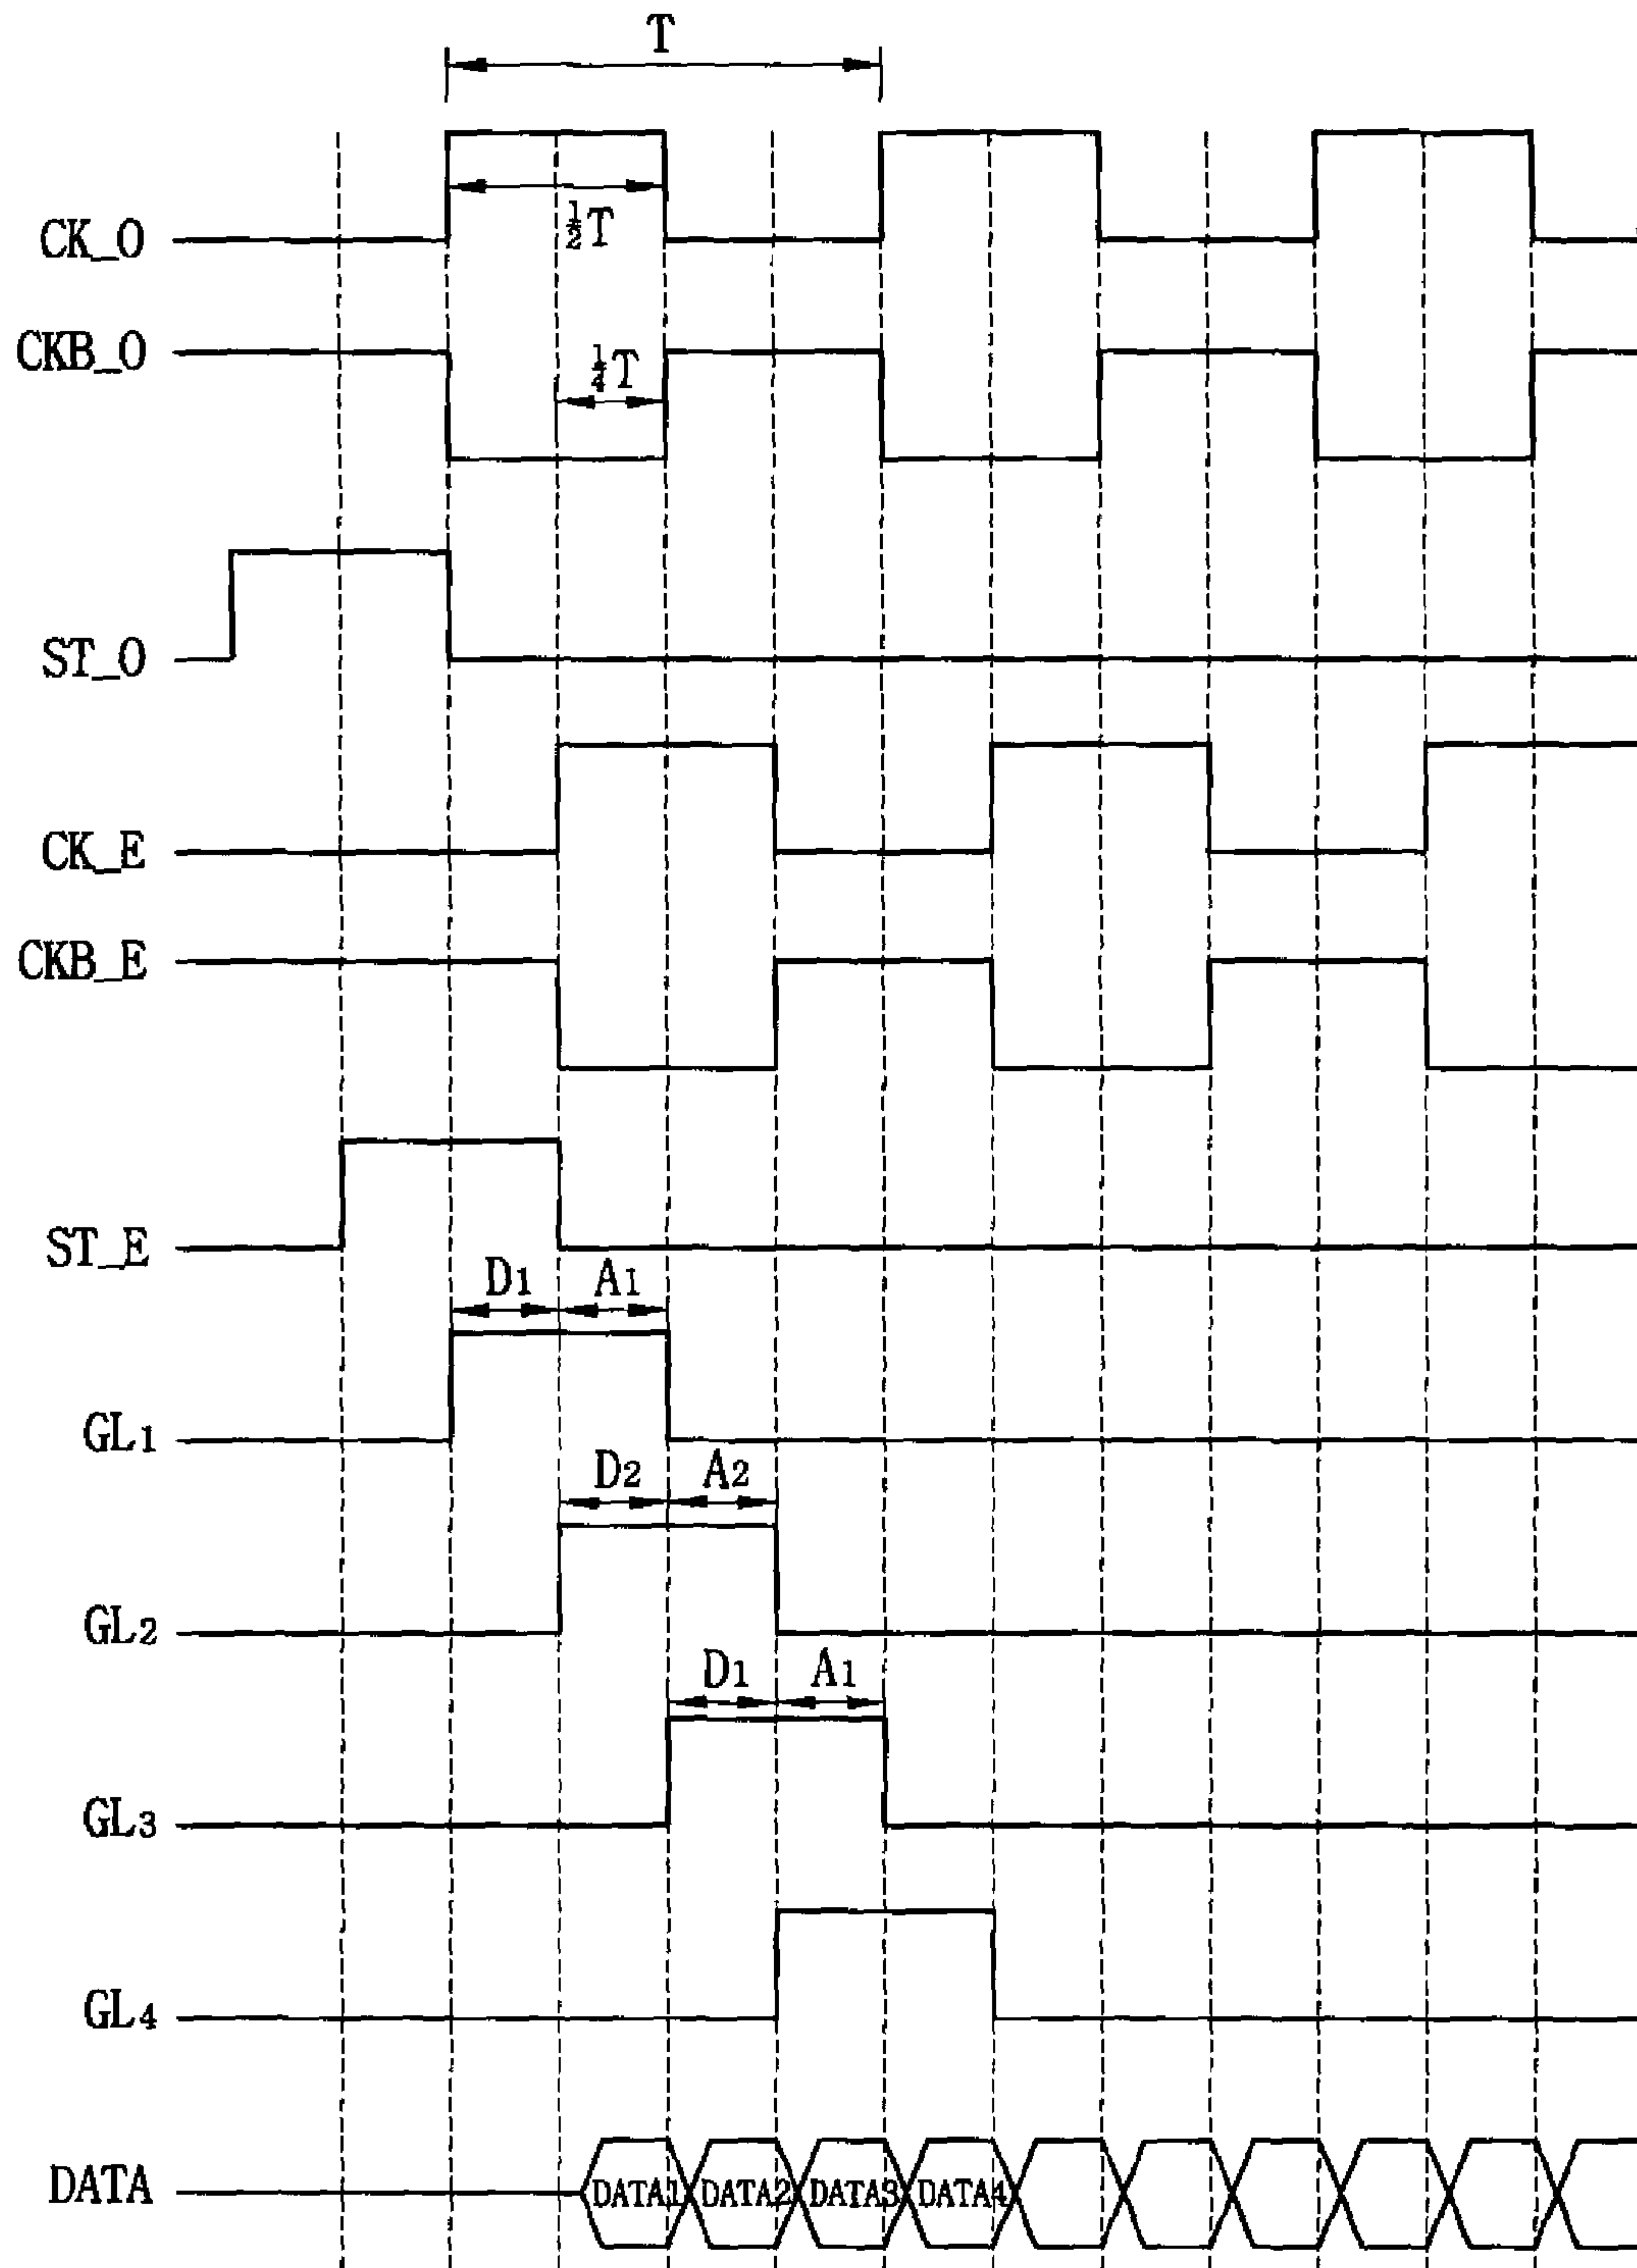 T
CK_O
½T
CKB_O
¼T
ST_O
CK_E
CKB_E
ST_E
D1 A1
GL1
D2 A2
GL2
D1 A1
GL3
GL4
DATA DATA1 DATA2 DATA3 DATA4